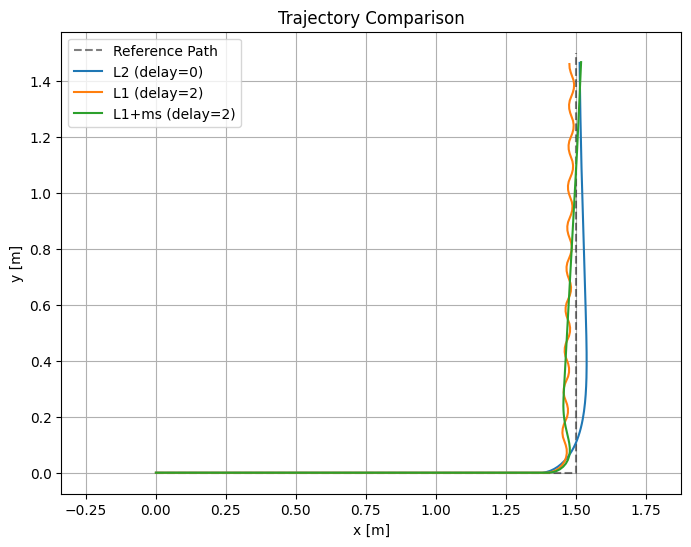 Trajectory Comparison
Reference Path
L2 (delay=0)
L1 (delay=2)
L1+ms (delay=2)
y [m]
1.4
1.2
1.0
0.8
0.6
0.4
0.2
0.0
−0.25 0.00 0.25 0.50 0.75 1.00 1.25 1.50 1.75
x [m]